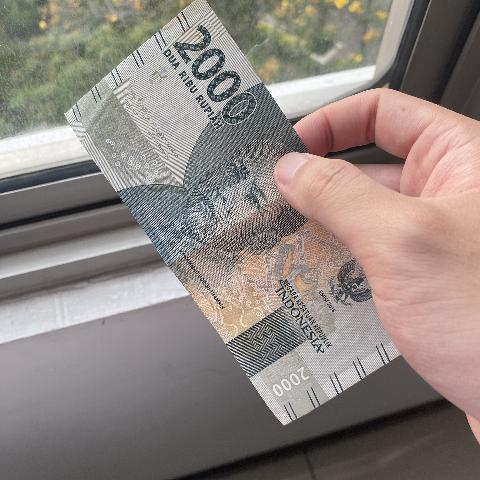 2000
DUA RIBU RUPIAH
NEGARA KESATUAN REPUBLIK
INDONESIA
2000